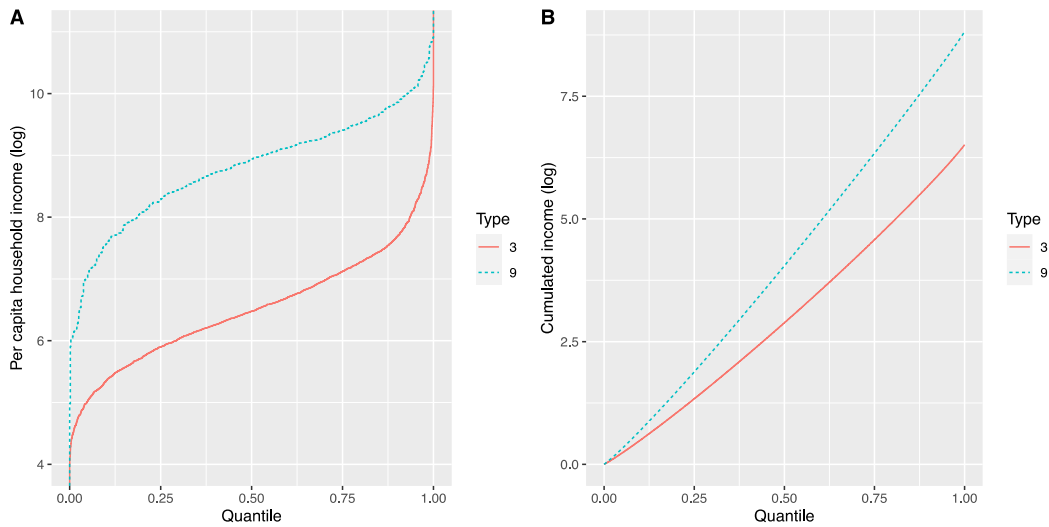 A
Per capita household income (log)
10
8
6
4
0.00 0.25 0.50 0.75 1.00
Quantile
Type
3
9
B
Cumulated income (log)
7.5
5.0
2.5
0.0
0.00 0.25 0.50 0.75 1.00
Quantile
Type
3
9